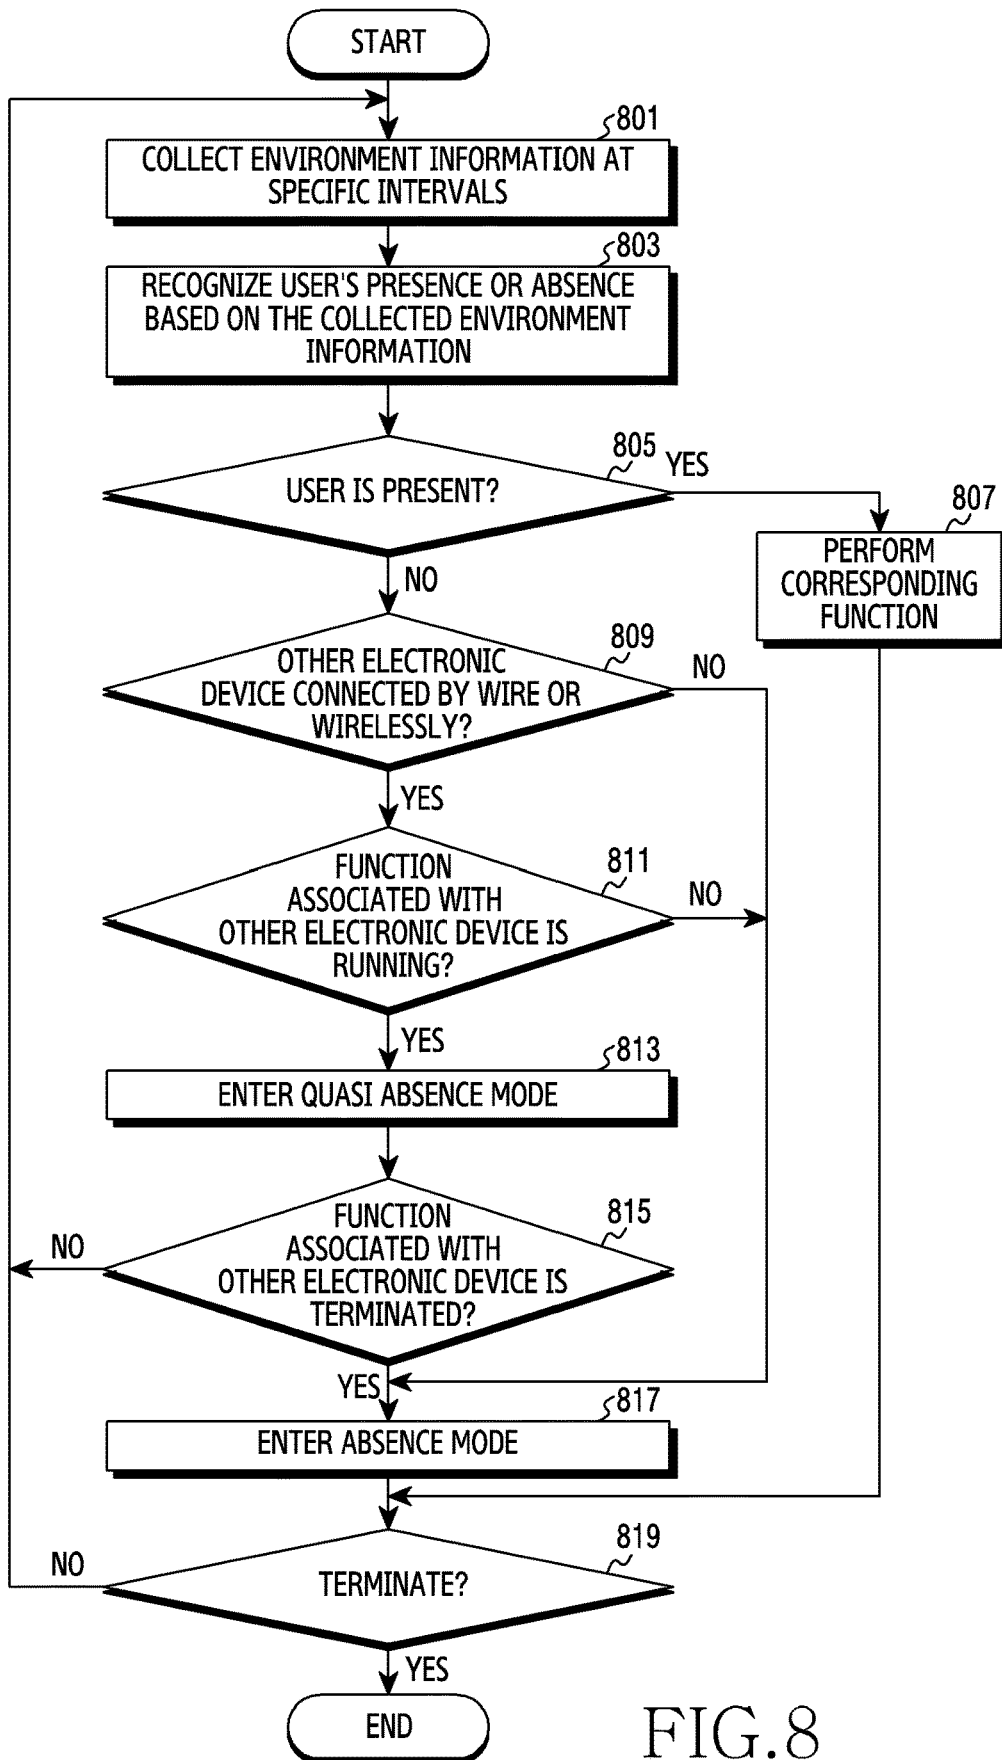 START
801
COLLECT ENVIRONMENT INFORMATION AT
SPECIFIC INTERVALS
803
RECOGNIZE USER'S PRESENCE OR ABSENCE
BASED ON THE COLLECTED ENVIRONMENT
INFORMATION
805
YES
USER IS PRESENT?
807
PERFORM
CORRESPONDING
FUNCTION
NO
809
OTHER ELECTRONIC
DEVICE CONNECTED BY WIRE OR
WIRELESSLY?
NO
YES
811
FUNCTION
ASSOCIATED WITH
OTHER ELECTRONIC DEVICE IS
RUNNING?
NO
YES
813
ENTER QUASI ABSENCE MODE
815
FUNCTION
ASSOCIATED WITH
OTHER ELECTRONIC DEVICE IS
TERMINATED?
NO
YES
817
ENTER ABSENCE MODE
819
NO
TERMINATE?
YES
END
FIG.8